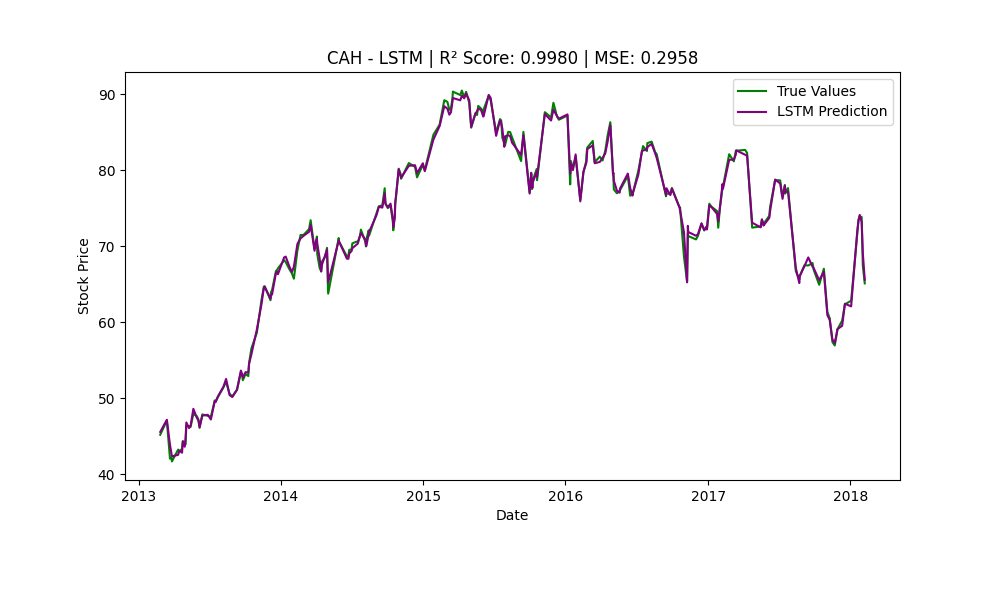 CAH - LSTM | R² Score: 0.9980 | MSE: 0.2958
True Values
LSTM Prediction
Stock Price
90
80
70
60
50
40
2013 2014 2015 2016 2017 2018
Date